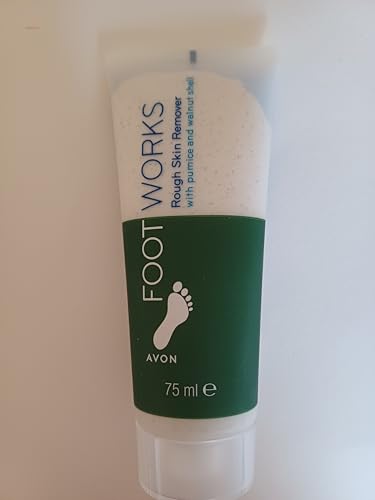 FOOT WORKS
Rough Skin Remover
with pumice and walnut shell
AVON
75 ml e